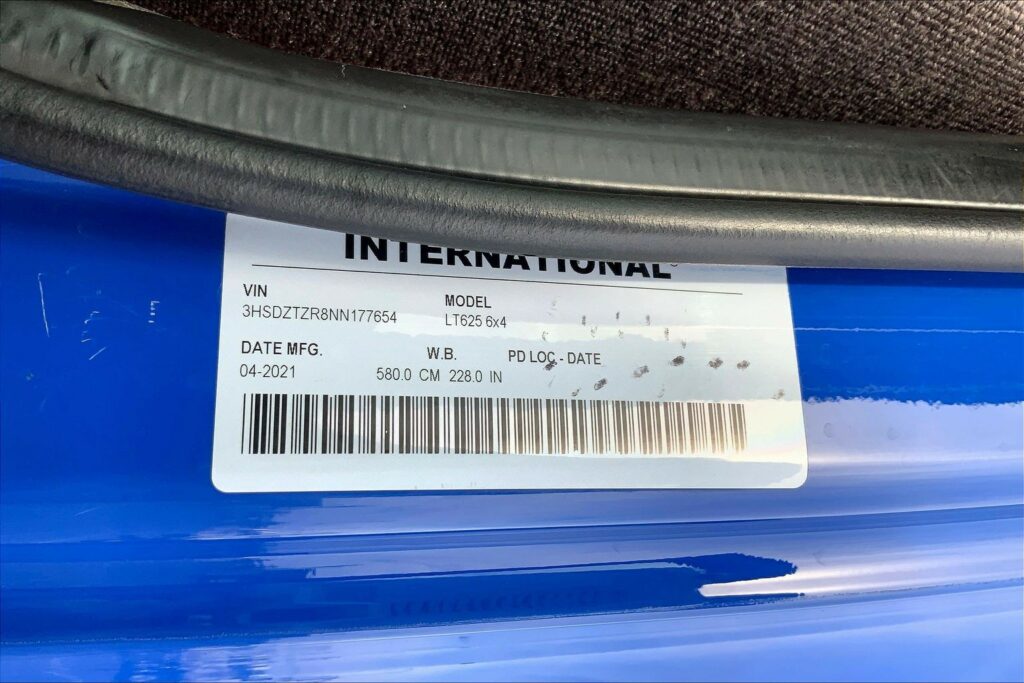 INTERNATIONAL®
VIN
3HSDZTZR8NN177654
MODEL
LT625 6x4
DATE MFG.
04-2021
W.B.
580.0 CM 228.0 IN
PD LOC - DATE